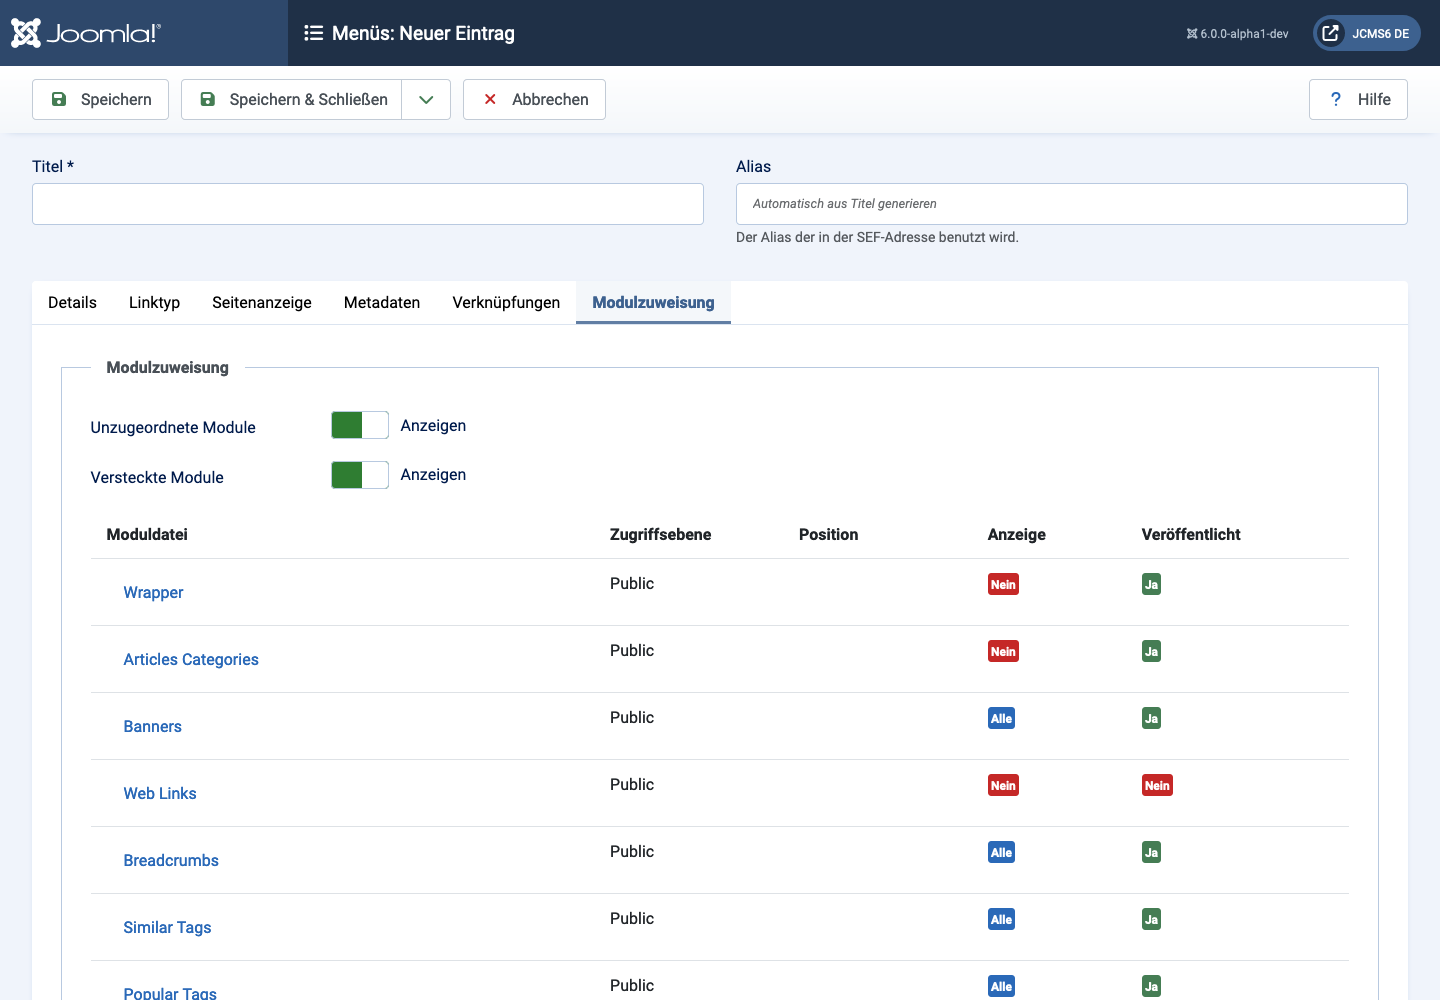 Joomla!®
Menüs: Neuer Eintrag
6.0.0-alpha1-dev
JCMS6 DE
Speichern
Speichern & Schließen
Abbrechen
? Hilfe
Titel *
Alias
Automatisch aus Titel generieren
Der Alias der in der SEF-Adresse benutzt wird.
Details Linktyp Seitenanzeige Metadaten Verknüpfungen Modulzuweisung
Modulzuweisung
Unzugeordnete Module Anzeigen
Versteckte Module Anzeigen
Moduldatei Zugriffsebene Position Anzeige Veröffentlicht
Wrapper Public Nein Ja
Articles Categories Public Nein Ja
Banners Public Alle Ja
Web Links Public Nein Nein
Breadcrumbs Public Alle Ja
Similar Tags Public Alle Ja
Popular Tags Public Alle Ja